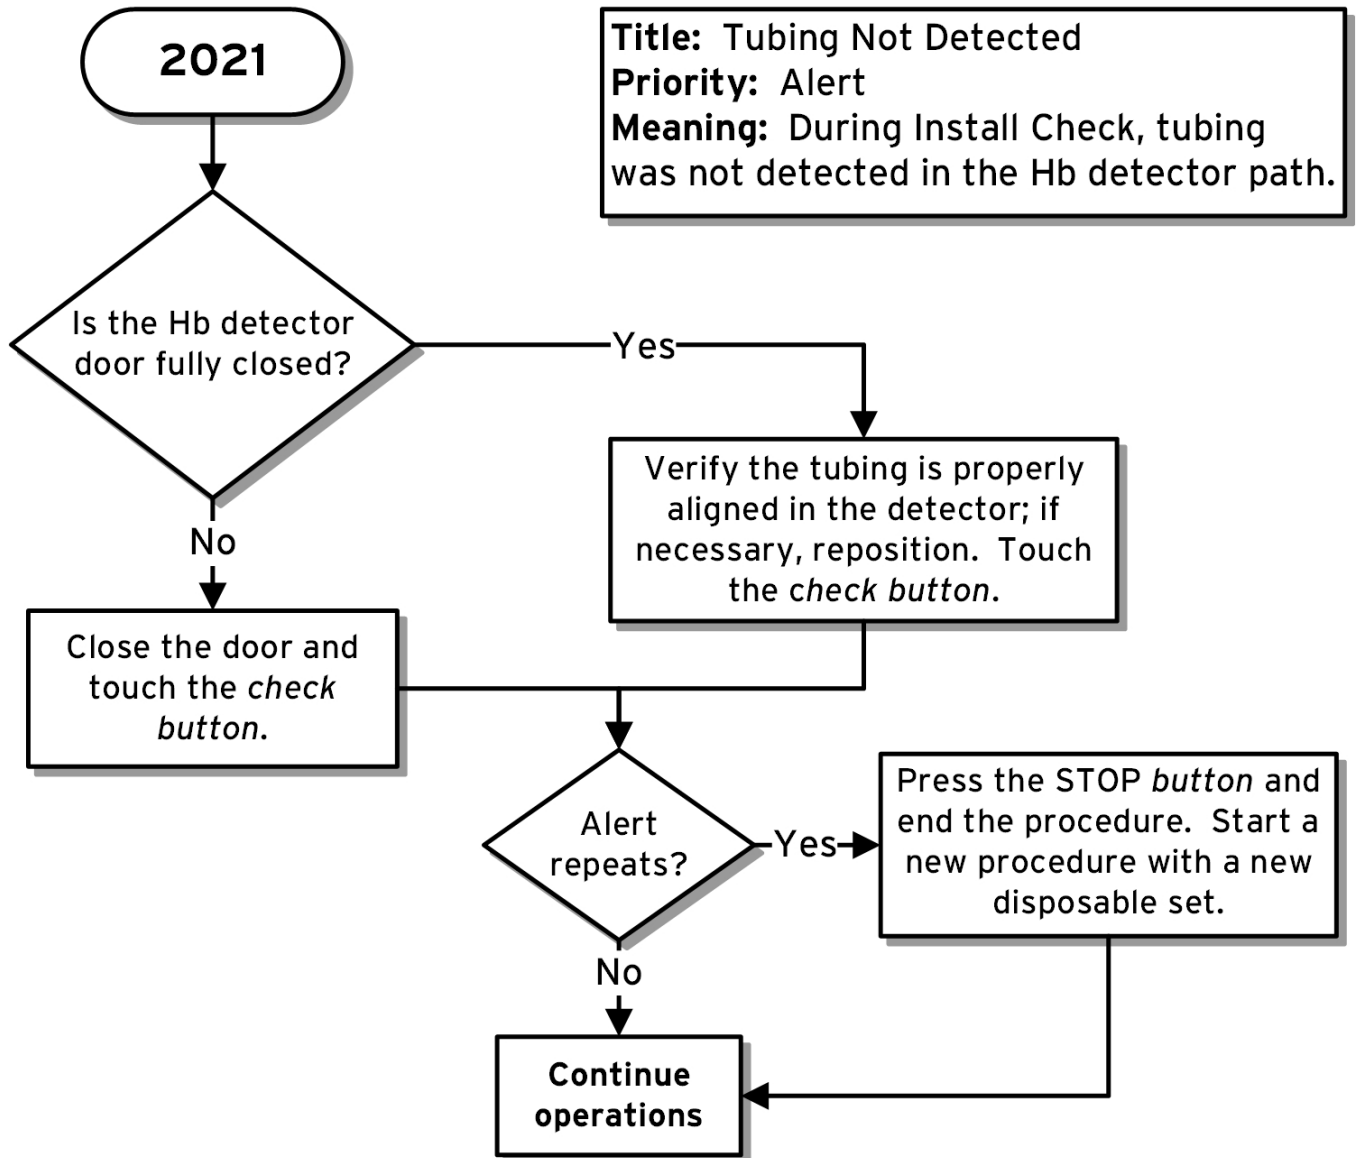 2021
Title: Tubing Not Detected
Priority: Alert
Meaning: During Install Check, tubing
was not detected in the Hb detector path.
Is the Hb detector
door fully closed?
Yes
No
Verify the tubing is properly
aligned in the detector; if
necessary, reposition. Touch
the check button.
Close the door and
touch the check
button.
Alert
repeats?
Yes
Press the STOP button and
end the procedure. Start a
new procedure with a new
disposable set.
No
Continue
operations